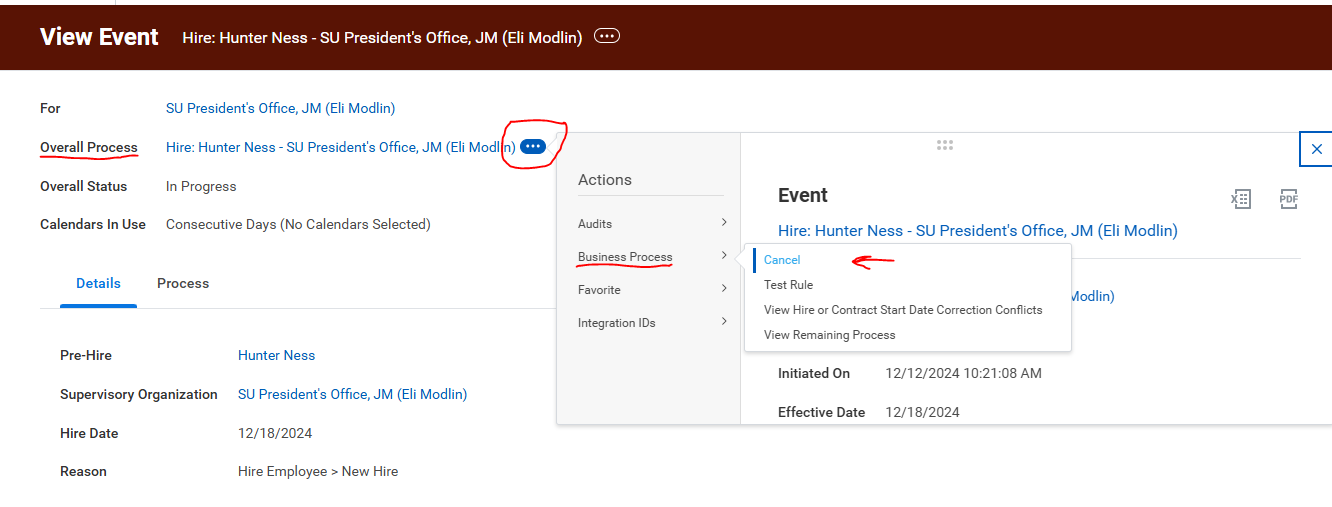 View Event Hire: Hunter Ness - SU President's Office, JM (Eli Modlin)
For SU President's Office, JM (Eli Modlin)
Overall Process Hire: Hunter Ness - SU President's Office, JM (Eli Modlin)
Overall Status In Progress
Calendars In Use Consecutive Days (No Calendars Selected)
Details Process
Pre-Hire Hunter Ness
Supervisory Organization SU President's Office, JM (Eli Modlin)
Hire Date 12/18/2024
Reason Hire Employee > New Hire
Actions
Audits
Business Process
Favorite
Integration IDs
Cancel
Test Rule
View Hire or Contract Start Date Correction Conflicts
View Remaining Process
Event
X PDF
Hire: Hunter Ness - SU President's Office, JM (Eli Modlin)
Modlin)
Initiated On 12/12/2024 10:21:08 AM
Effective Date 12/18/2024